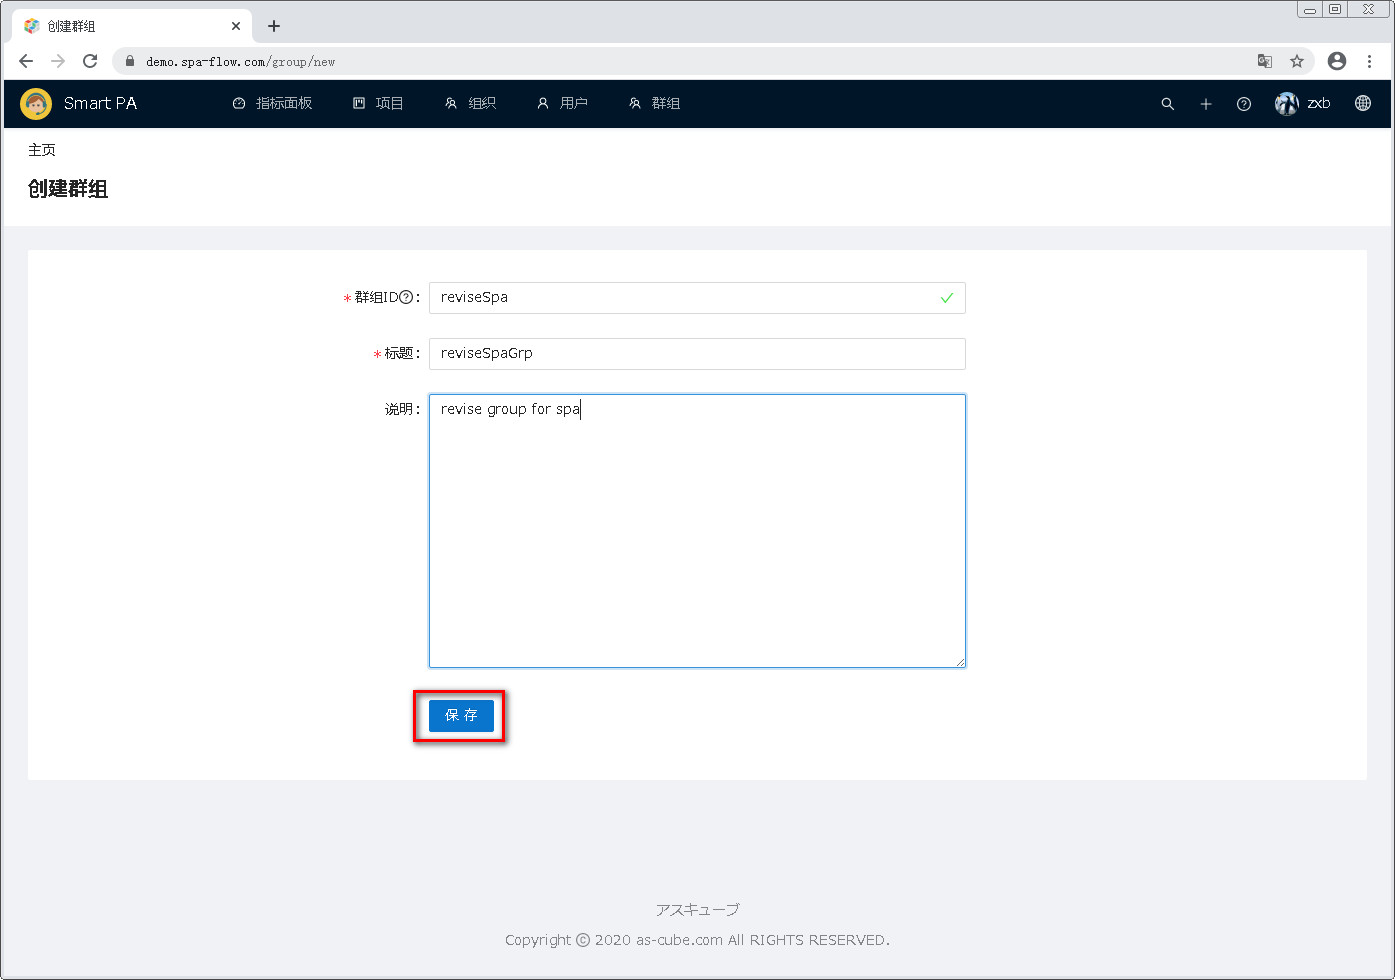 创建群组
demo.spa-flow.com/group/new
Smart PA 指标面板 项目 组织 用户 群组 zxb
主页
创建群组
* 群组ID? : reviseSpa
* 标题 : reviseSpaGrp
说明 : revise group for spa
保 存
アスキューブ
Copyright © 2020 as-cube.com All RIGHTS RESERVED.